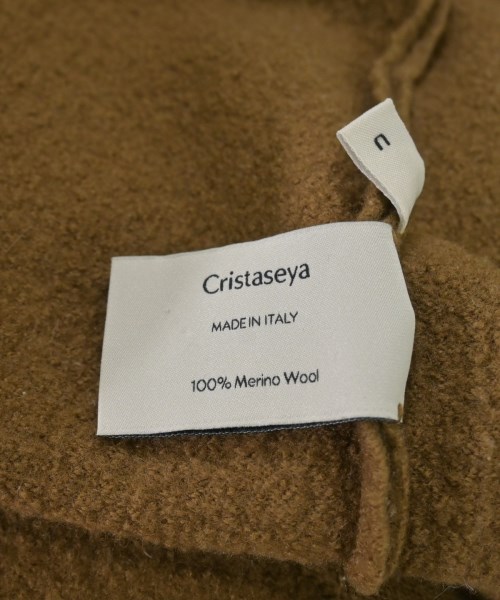 U
Cristaseya
MADE IN ITALY
100% Merino Wool